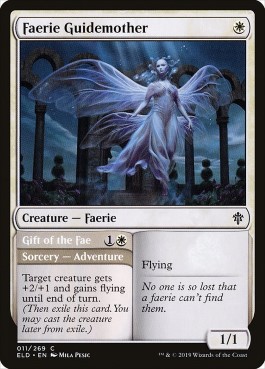 Faerie Guidemother
Creature — Faerie
Gift of the Fae 1
Sorcery — Adventure
Target creature gets
+2/+1 and gains flying
until end of turn.
(Then exile this card. You
may cast the creature
later from exile.)
Flying
No one is so lost that
a faerie can't find
them.
1/1
011/269 C
ELD • EN Mila Pesic
™ & © 2019 Wizards of the Coast